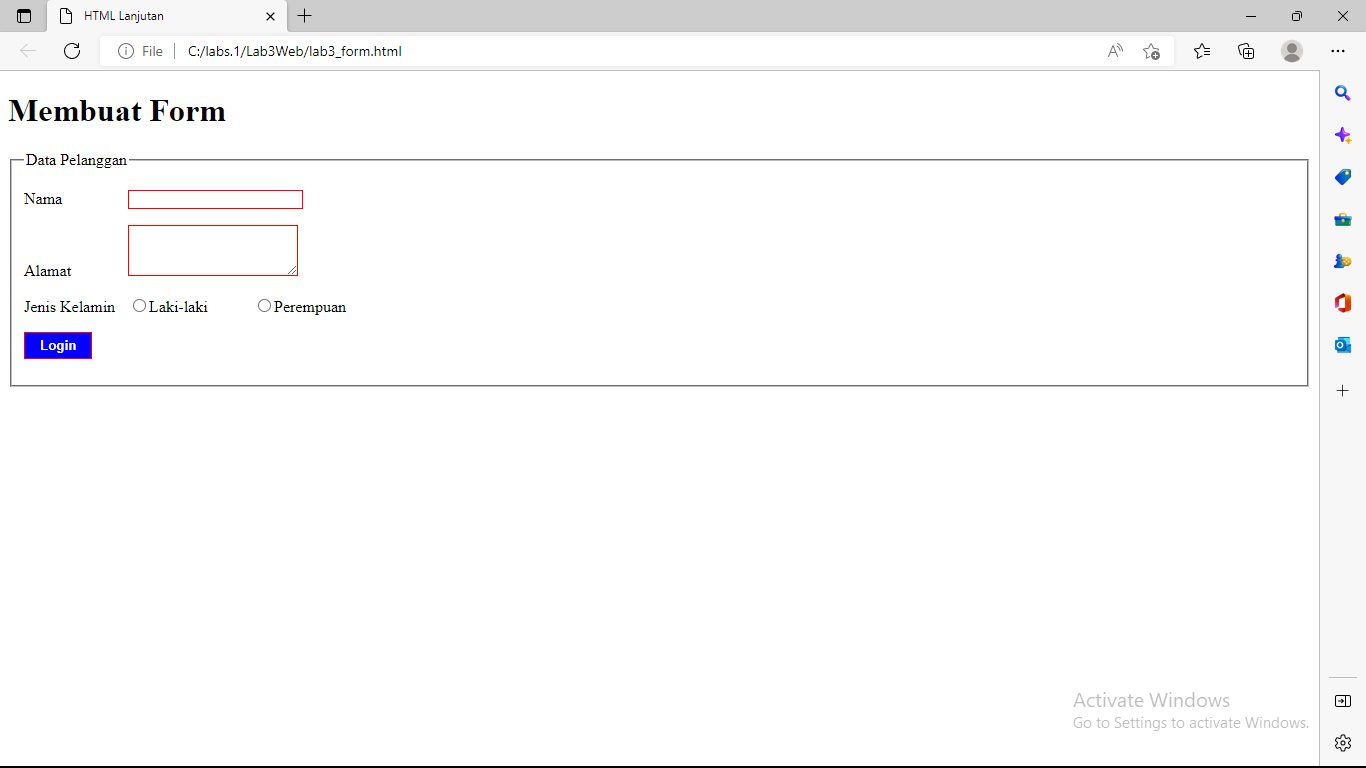 HTML Lanjutan
File
C:/labs.1/Lab3Web/lab3_form.html
Membuat Form
Data Pelanggan
Nama
Alamat
Jenis Kelamin Laki-laki Perempuan
Login
Activate Windows
Go to Settings to activate Windows.